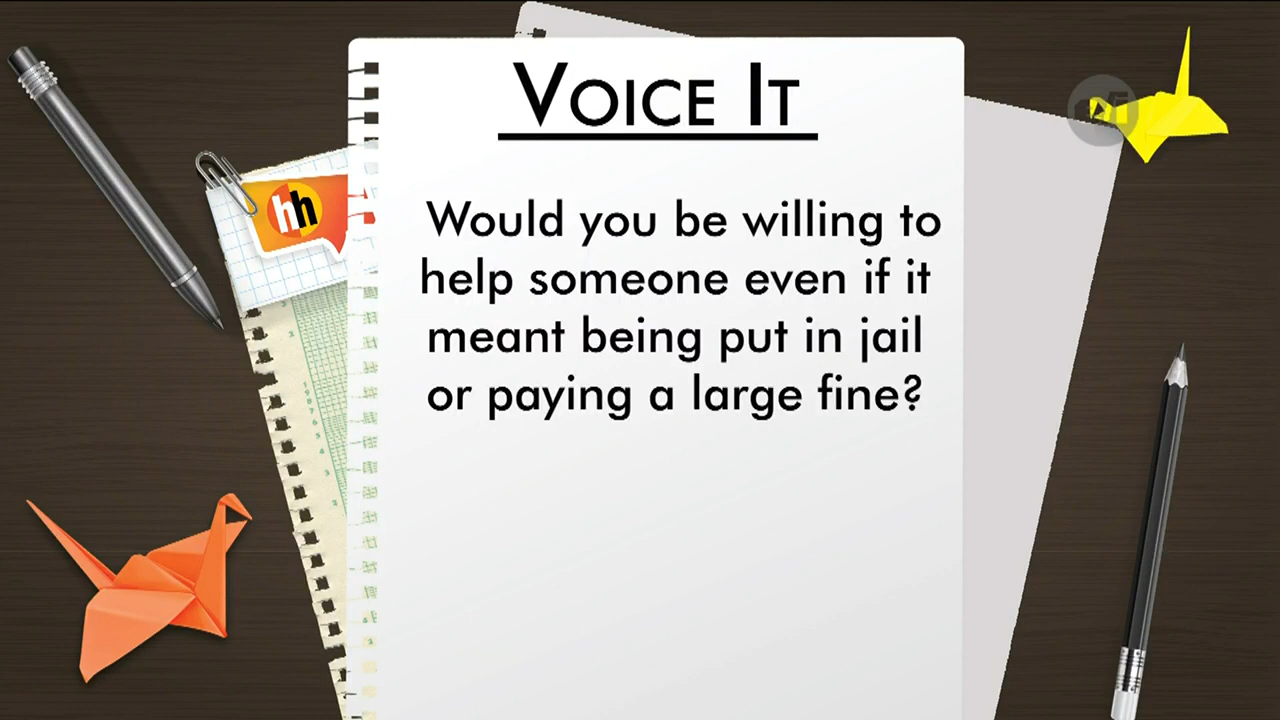 VOICE IT
hh
Would you be willing to
help someone even if it
meant being put in jail
or paying a large fine?